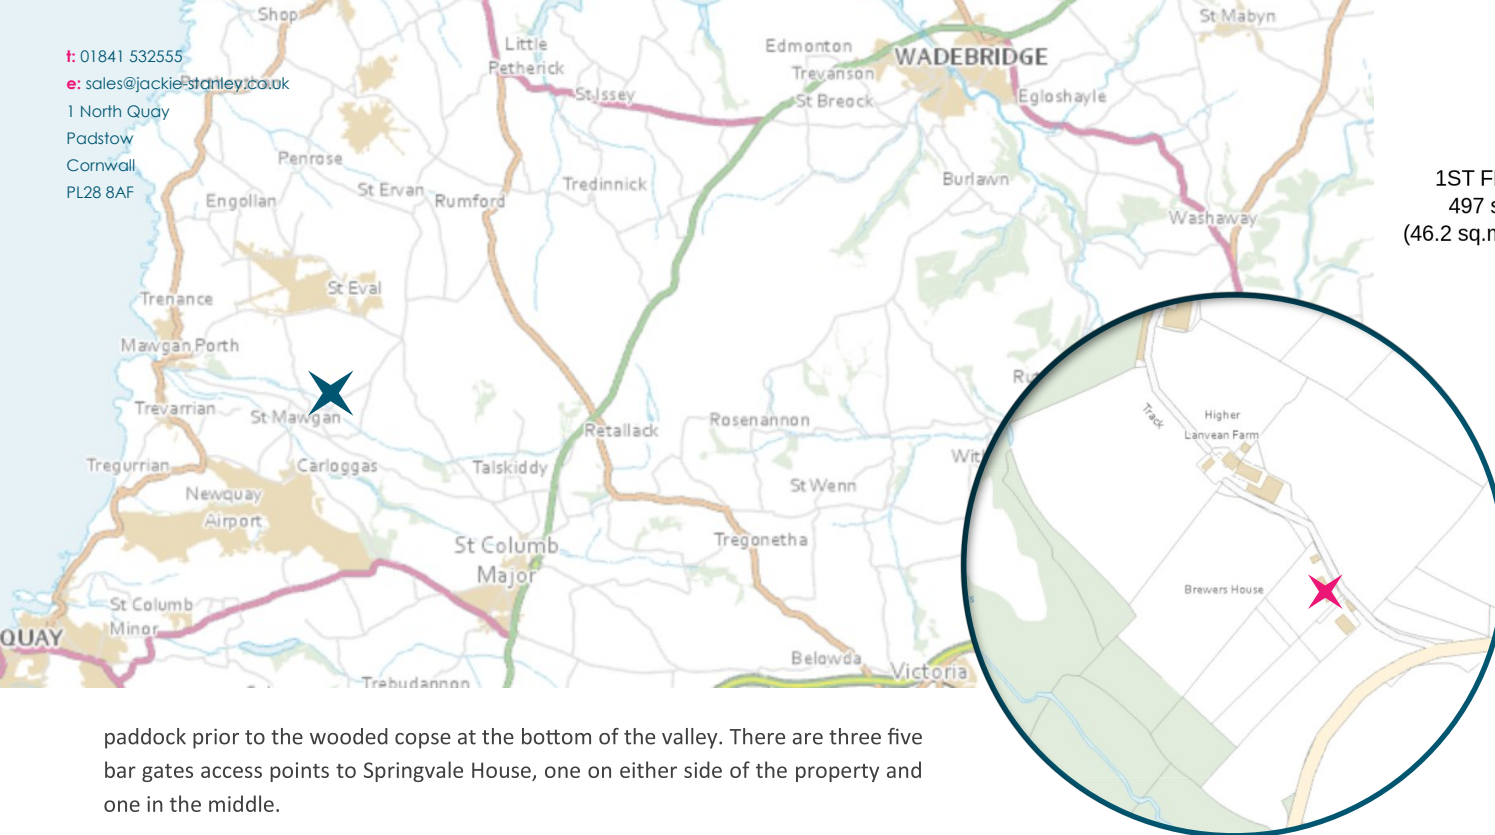 t: 01841 532555
e: sales@jackie-stanley.co.uk
1 North Quay
Padstow
Cornwall
PL28 8AF
Shop
Little
Petherick
St Issey
Edmonton
Trevanson
St Breock
WADEBRIDGE
Egloshayle
St Mabyn
Penrose
St Ervan
Rumford
Engollan
Tredinnick
Burlawn
Washaway
1ST
497
(46.2
St Eval
Trenance
Mawgan Porth
Trevarrian
St Mawgan
Retallack
Rosenannon
Tregurrian
Carloggas
Talskiddy
Newquay
Airport
St Wenn
St Columb
Major
Tregonetha
St Columb
Minor
QUAY
Belowda
Victoria
Trebudannon
Track
Higher
Lanvean Farm
Brewers House
paddock prior to the wooded copse at the bottom of the valley. There are three five
bar gates access points to Springvale House, one on either side of the property and
one in the middle.